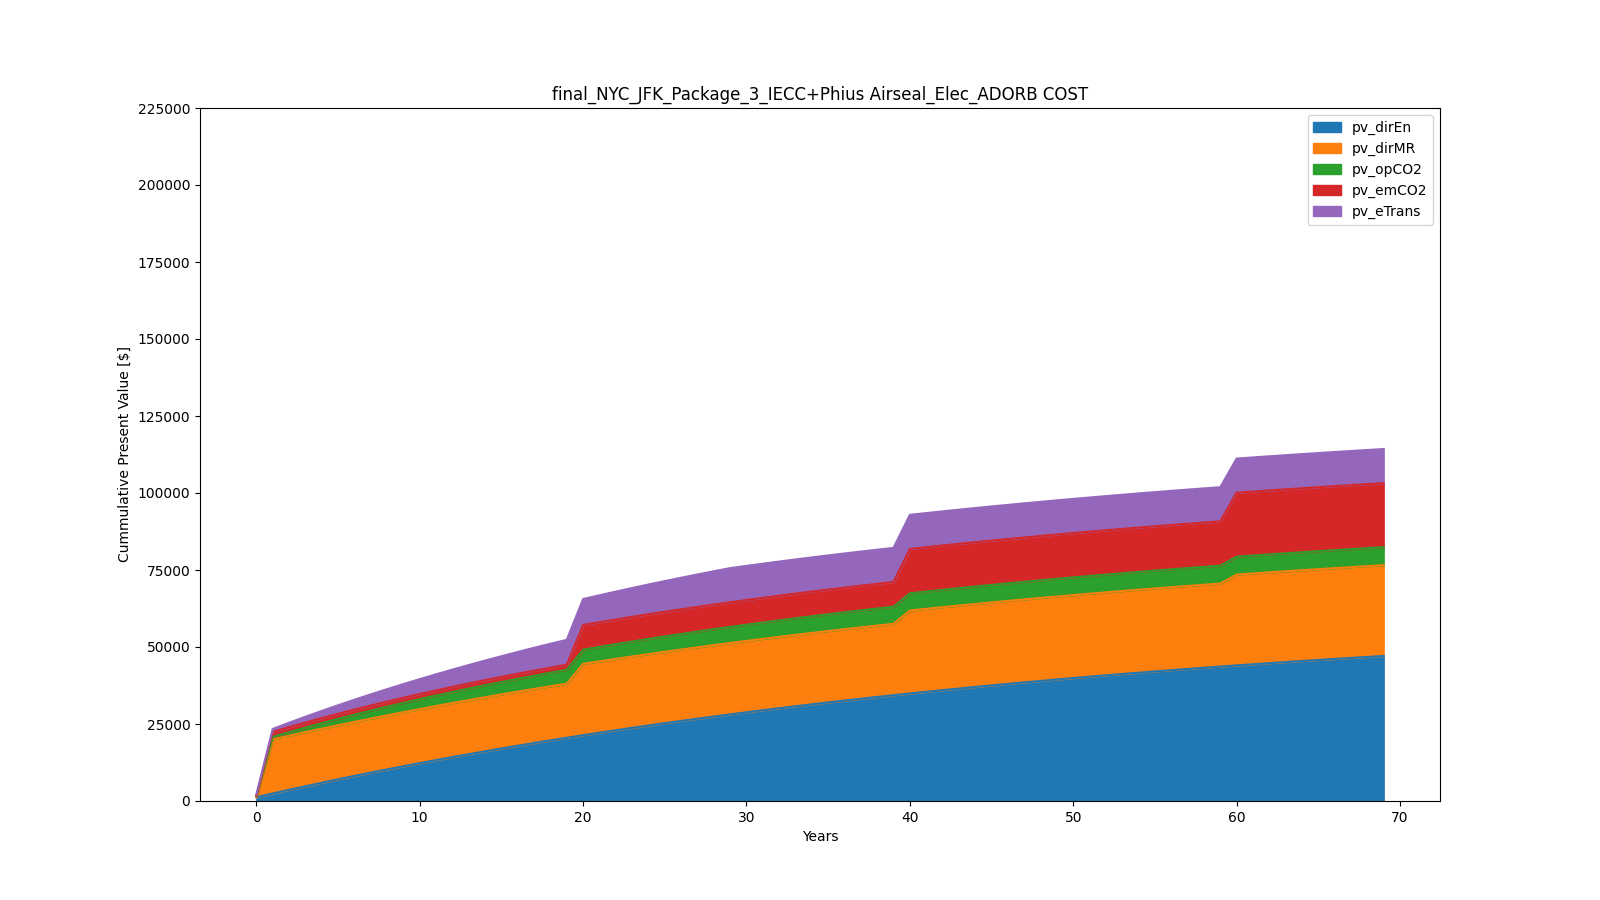 final_NYC_JFK_Package_3_IECC+Phius Airseal_Elec_ADORB COST
225000
200000
175000
150000
125000
100000
75000
50000
25000
0
Cummulative Present Value [$]
pv_dirEn
pv_dirMR
pv_opCO2
pv_emCO2
pv_eTrans
0 10 20 30 40 50 60 70
Years